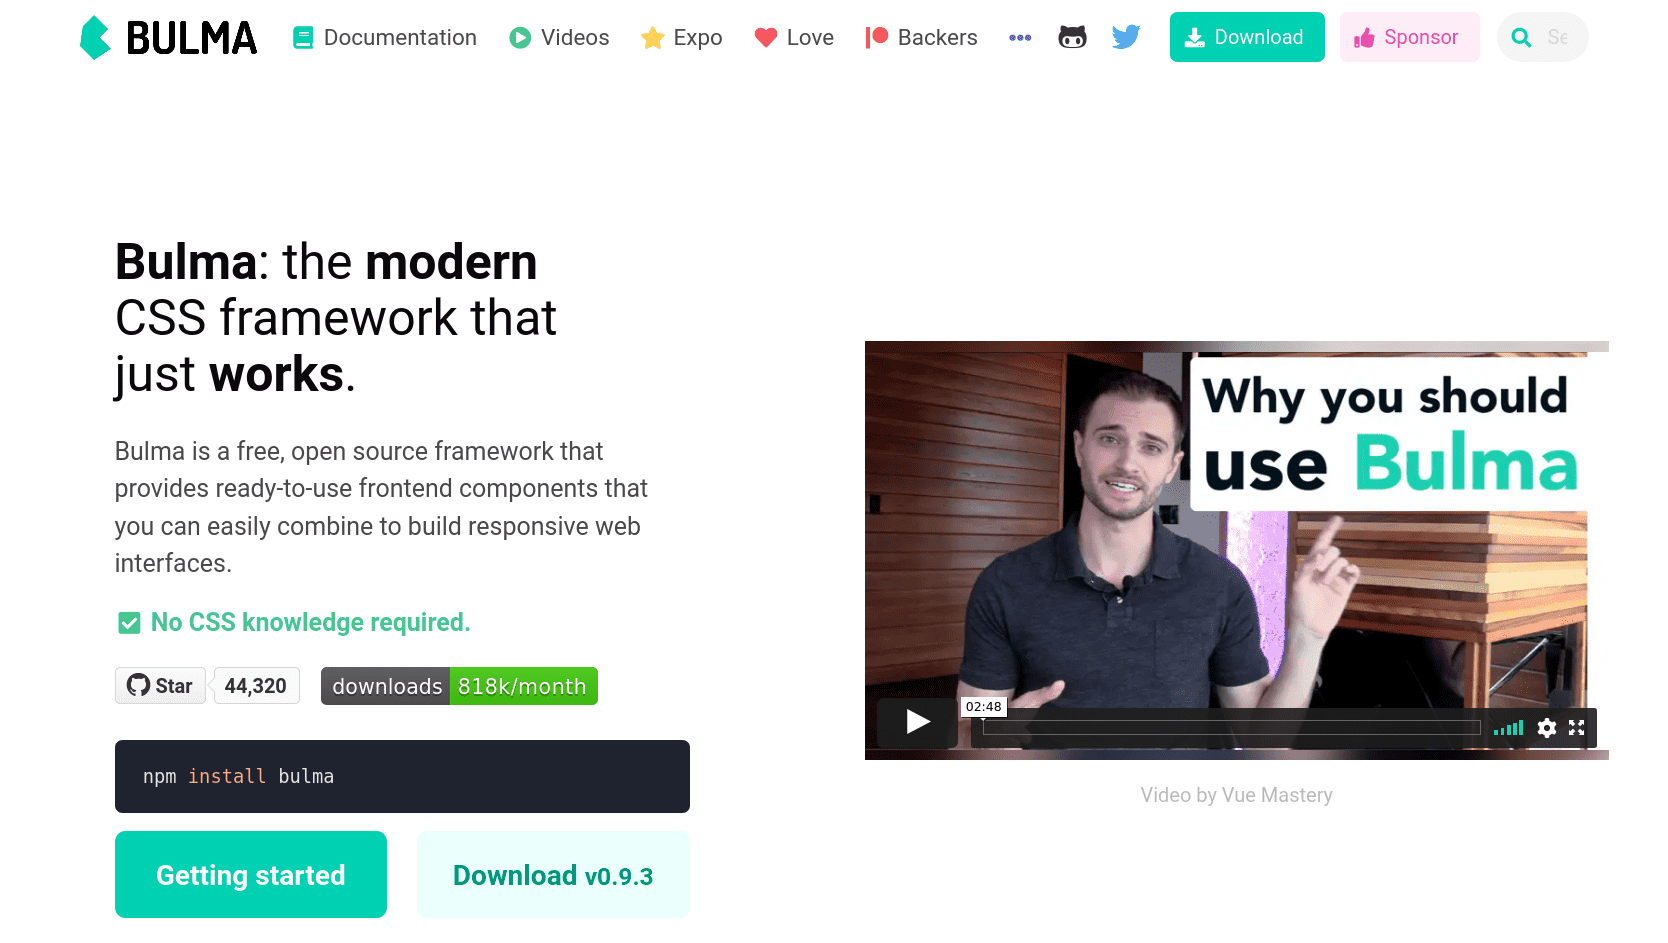 BULMA
Documentation
Videos
Expo
Love
Backers
Download
Sponsor
Se
Bulma: the modern
CSS framework that
just works.
Bulma is a free, open source framework that
provides ready-to-use frontend components that
you can easily combine to build responsive web
interfaces.
No CSS knowledge required.
Star
44,320
downloads 818k/month
npm install bulma
Getting started
Download v0.9.3
Why you should
use Bulma
02:48
Video by Vue Mastery